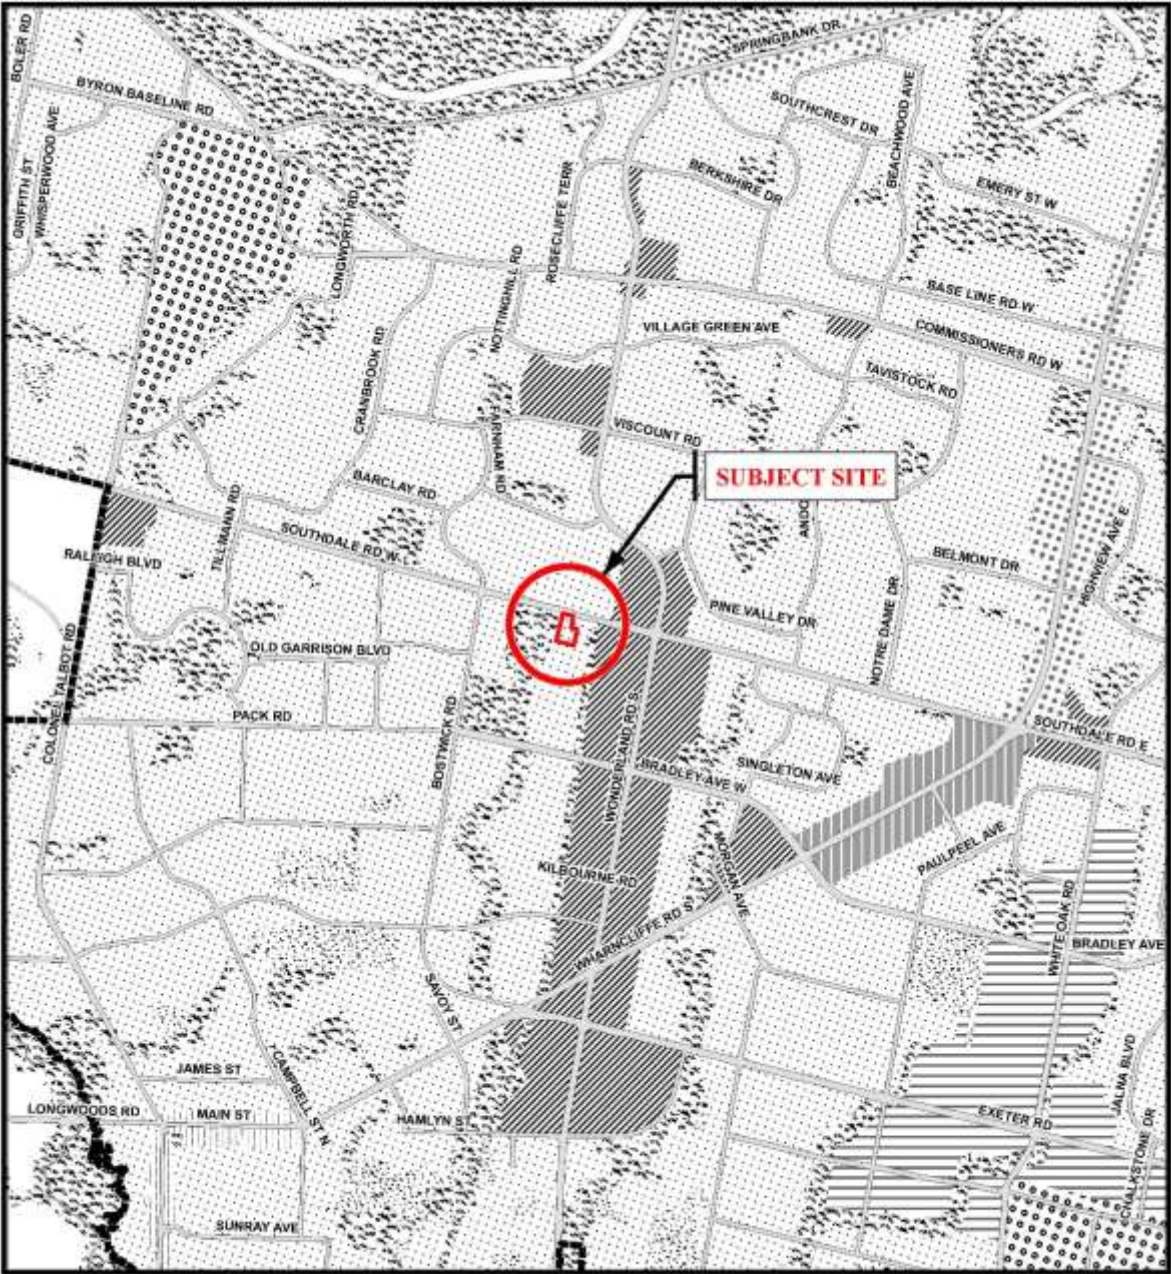 SPRINGBANK DR
BOLER RD
BYRON BASELINE RD
SOUTHCREST DR
BEACHWOOD AVE
GRIFFITH ST
WHISPERWOOD AVE
BERKSHIRE DR
EMERY ST W
LONGWORTH RD
ROSECLIFFE TERR
NOTTINGHILL RD
BASE LINE RD W
VILLAGE GREEN AVE
COMMISSIONERS RD W
CRANBROOK RD
TAVISTOCK RD
FARNHAM RD
VISCOUNT RD
SUBJECT SITE
BARCLAY RD
ANDO
TILLMANN RD
SOUTHDALE RD W
HIGHVIEW AVE E
RALEIGH BLVD
BELMONT DR
PINE VALLEY DR
NOTRE DAME DR
OLD GARRISON BLVD
COLONEL TALBOT RD
PACK RD
BOSTWICK RD
WONDERLAND RD S
SOUTHDALE RD E
BRADLEY AVE W
SINGLETON AVE
MORGAN AVE
PAULPEEL AVE
KILBOURNE RD
WHARNCLIFFE RD S
WHITE OAK RD
BRADLEY AVE
SAVOY ST
JAMES ST
CAMPBELL ST N
JALNA BLVD
LONGWOODS RD
MAIN ST
HAMLYN ST
EXETER RD
CHALKSTONE DR
SUNRAY AVE